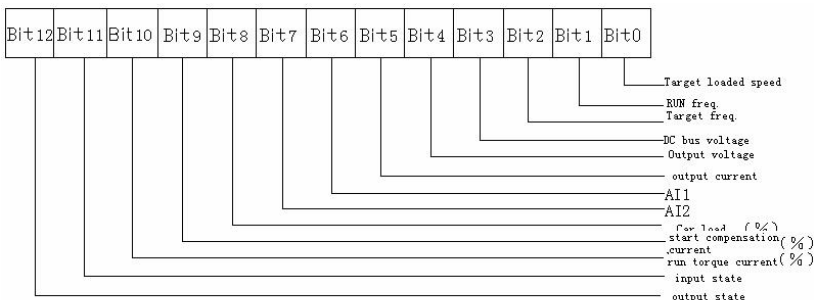 Bit12 Bit11 Bit10 Bit9 Bit8 Bit7 Bit6 Bit5 Bit4 Bit3 Bit2 Bit1 Bit0
Target loaded speed
RUN freq.
Target freq.
DC bus voltage
Output voltage
output current
AI1
AI2
Car load (%)
start compensation (%)
,current
run torque current(%)
input state
output state